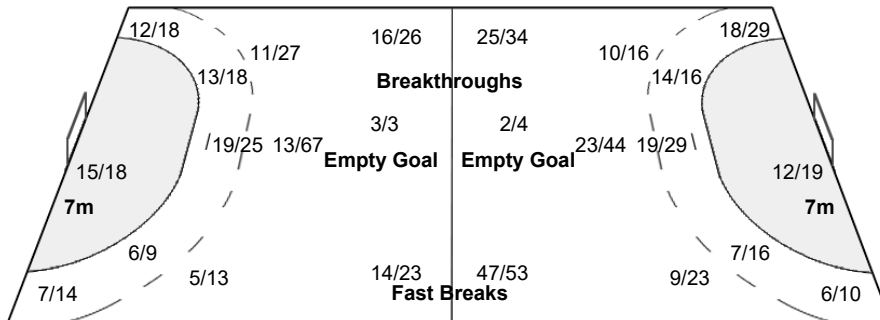 12/18 16/26 25/34 18/29
11/27 10/16
13/18 Breakthroughs 14/16
3/3 2/4
19/25 13/67 23/44 19/29
Empty Goal Empty Goal
15/18 12/19
7m 7m
6/9 7/16
5/13 14/23 47/53 9/23
7/14 Fast Breaks 6/10